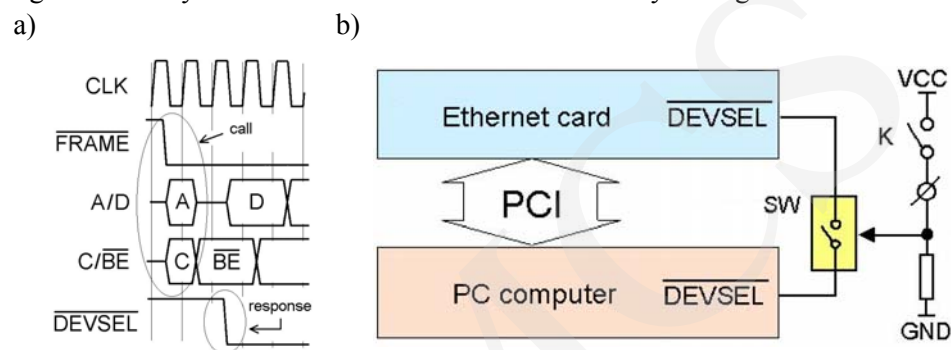 a)
b)
CLK
FRAME
call
A/D
A
D
C/BE
C
BE
DEVSEL
response
Ethernet card
DEVSEL
PCI
PC computer
DEVSEL
SW
VCC
K
GND